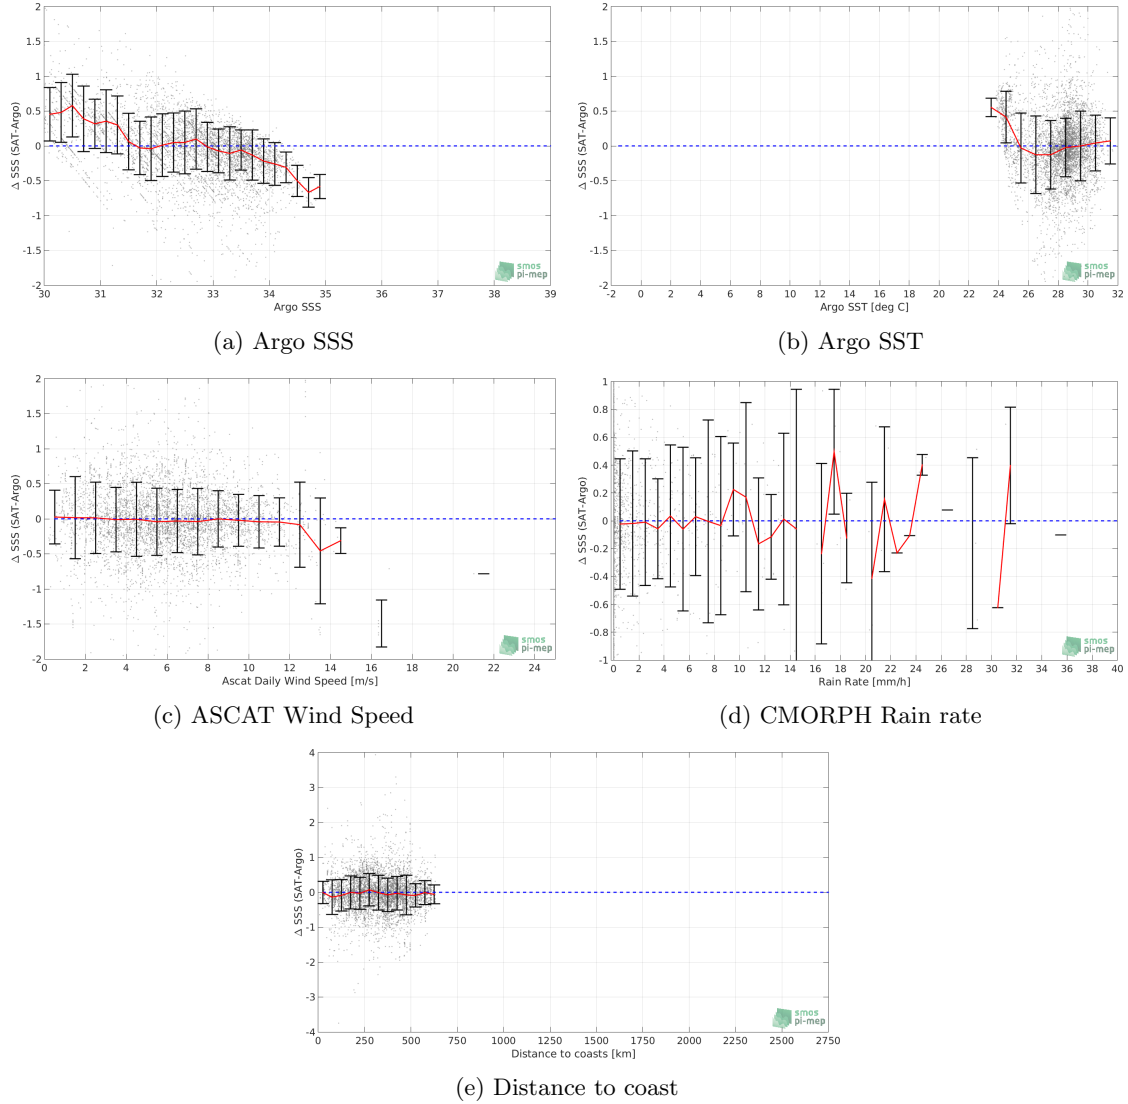 2
1.5
1
0.5
0
-0.5
-1
-1.5
-2
Δ SSS (SAT-Argo)
30 31 32 33 34 35 36 37 38 39
Argo SSS
smos
pi-mep
(a) Argo SSS
2
1.5
1
0.5
0
-0.5
-1
-1.5
-2
Δ SSS (SAT-Argo)
-2 0 2 4 6 8 10 12 14 16 18 20 22 24 26 28 30 32
Argo SST [deg C]
smos
pi-mep
(b) Argo SST
2
1.5
1
0.5
0
-0.5
-1
-1.5
-2
Δ SSS (SAT-Argo)
0 2 4 6 8 10 12 14 16 18 20 22 24
Ascat Daily Wind Speed [m/s]
smos
pi-mep
(c) ASCAT Wind Speed
1
0.8
0.6
0.4
0.2
0
-0.2
-0.4
-0.6
-0.8
-1
Δ SSS (SAT-Argo)
0 2 4 6 8 10 12 14 16 18 20 22 24 26 28 30 32 34 36 38 40
Rain Rate [mm/h]
smos
pi-mep
(d) CMORPH Rain rate
4
3
2
1
0
-1
-2
-3
-4
Δ SSS (SAT-Argo)
0 250 500 750 1000 1250 1500 1750 2000 2250 2500 2750
Distance to coasts [km]
smos
pi-mep
(e) Distance to coast